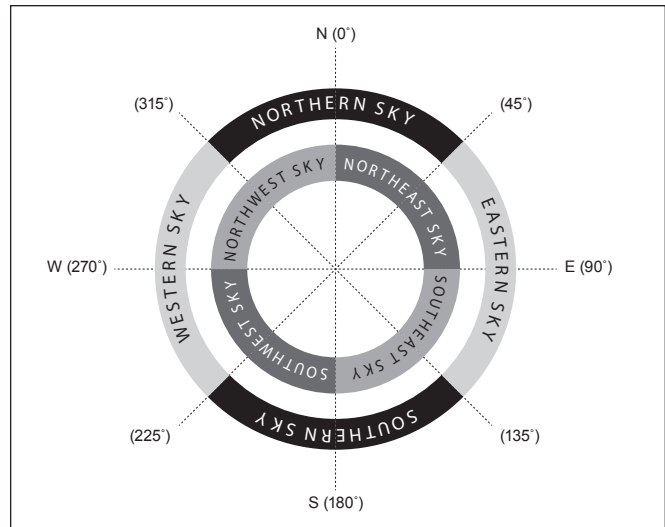 N (0˚)
(315˚)
(45˚)
NORTHERN SKY
NORTHWEST SKY
NORTHEAST SKY
WESTERN SKY
EASTERN SKY
W (270˚)
E (90˚)
SOUTHWEST SKY
SOUTHEAST SKY
SOUTHERN SKY
(225˚)
(135˚)
S (180˚)